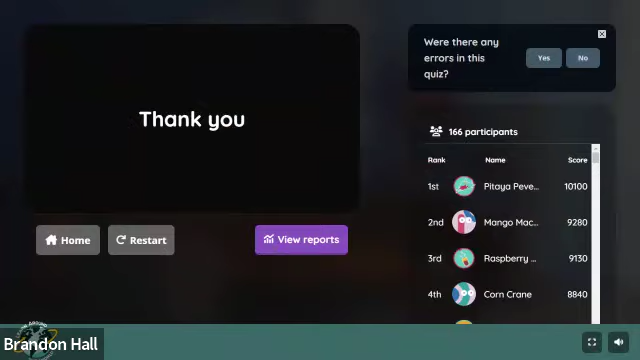 Thank you
Home
Restart
View reports
Were there any
errors in this
quiz?
Yes
No
166 participants
Rank Name Score
1st Pitaya Peve... 10100
2nd Mango Mac... 9280
3rd Raspberry ... 9130
4th Corn Crane 8840
Brandon Hall